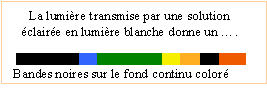 La lumière transmise par une solution
éclairée en lumière blanche donne un ....
Bandes noires sur le fond continu coloré